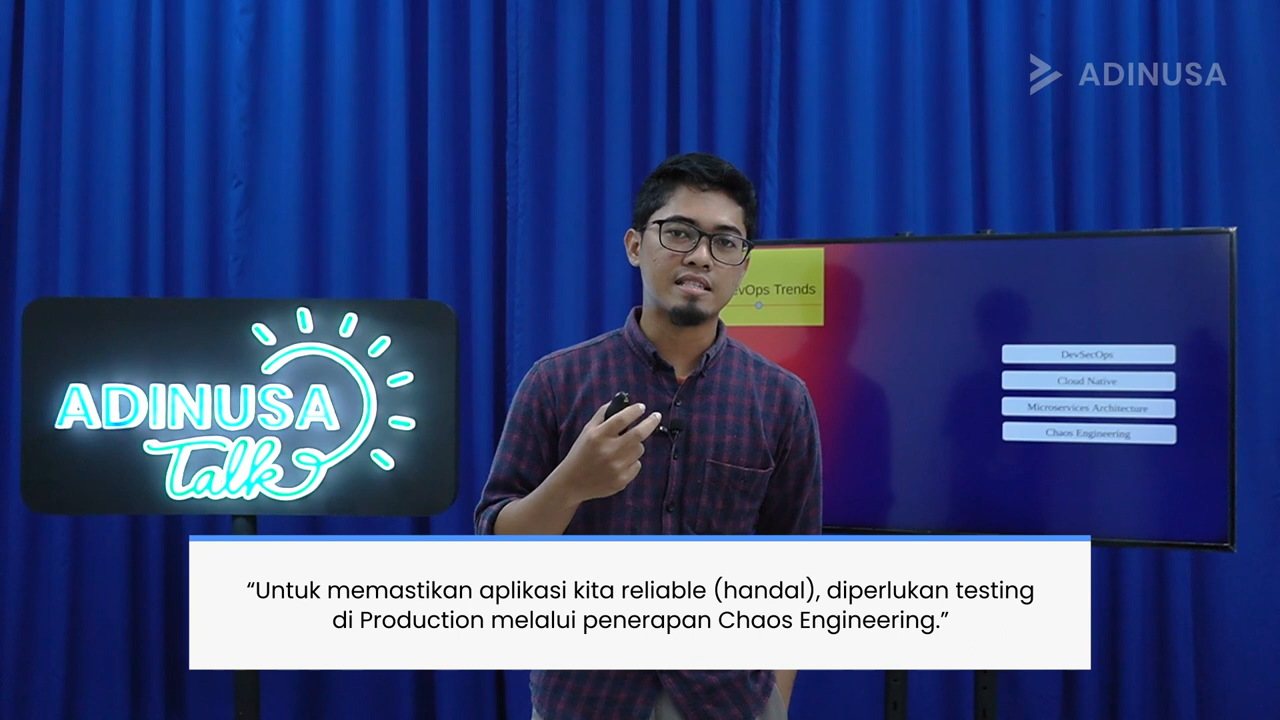 ADINUSA
ADINUSA
Talk
evOps Trends
DevSecOps
Cloud Native
Microservices Architecture
Chaos Engineering
“Untuk memastikan aplikasi kita reliable (handal), diperlukan testing
di Production melalui penerapan Chaos Engineering.”